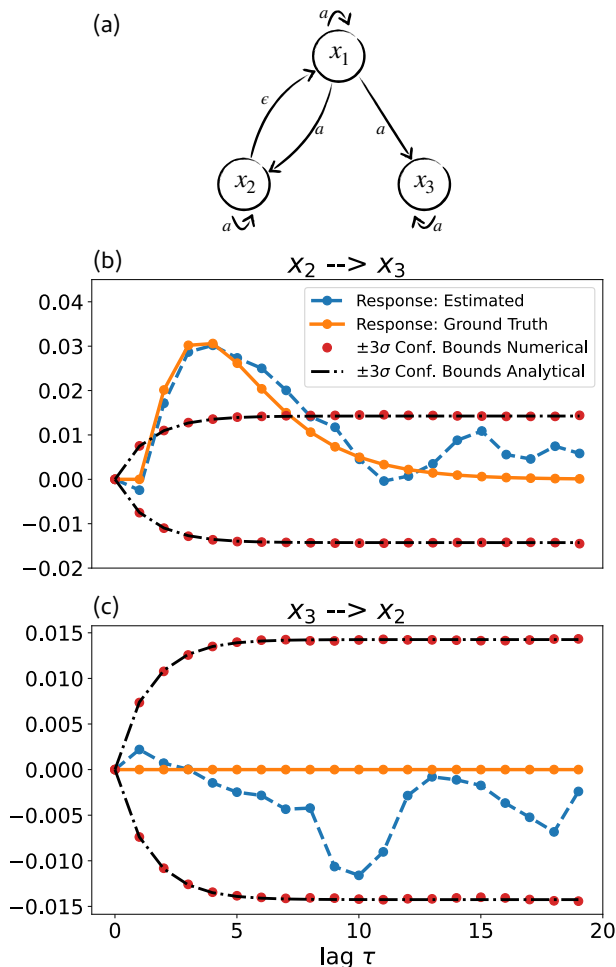 (a)
a
x1
ϵ
a
a
x2
x3
a
a
(b)
x2 --> x3
0.04
0.03
0.02
0.01
0.00
−0.01
−0.02
Response: Estimated
Response: Ground Truth
±3σ Conf. Bounds Numerical
±3σ Conf. Bounds Analytical
(c)
x3 --> x2
0.015
0.010
0.005
0.000
−0.005
−0.010
−0.015
0
5
10
15
20
lag τ